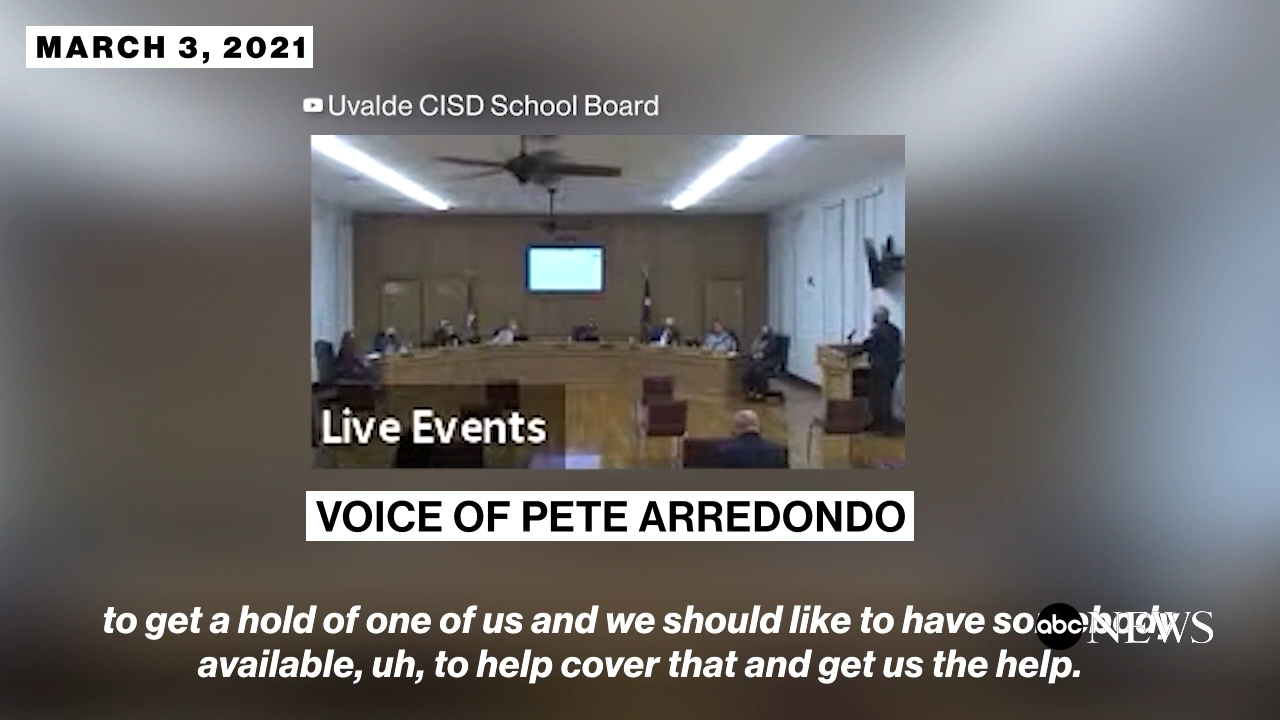 MARCH 3, 2021
Uvalde CISD School Board
Live Events
VOICE OF PETE ARREDONDO
to get a hold of one of us and we should like to have
available, uh, to help cover that and get us the help.
abc NEWS